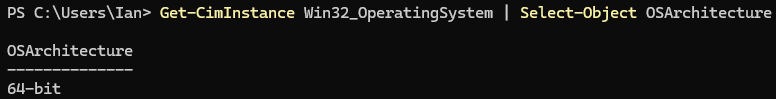 PS C:\Users\Ian> Get-CimInstance Win32_OperatingSystem | Select-Object OSArchitecture
OSArchitecture
--------------
64-bit